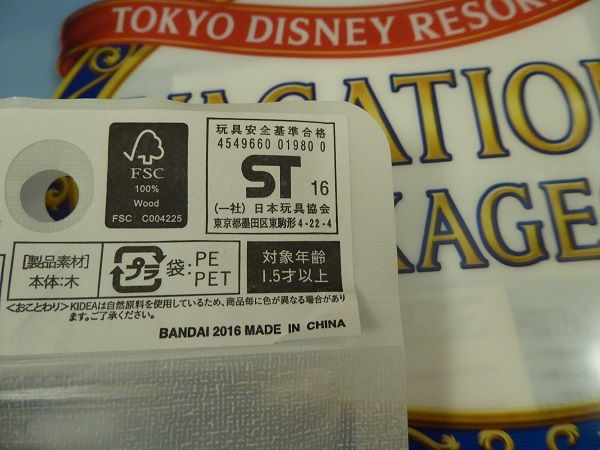 TOKYO DISNEY RESOR
VACATION
KAGE
FSC
100%
Wood
FSC C004225
玩具安全基準合格
4549660 01980 0
ST 16
(一社) 日本玩具協会
東京都墨田区東駒形4-22-4
[製品素材]
本体:木
プラ
袋:PE
PET
対象年齢
1.5才以上
<おことわり>KIDEAは自然原料を使用しているため、商品毎に色が異なる場合があり
ます。ご了承ください。
BANDAI 2016 MADE IN CHINA